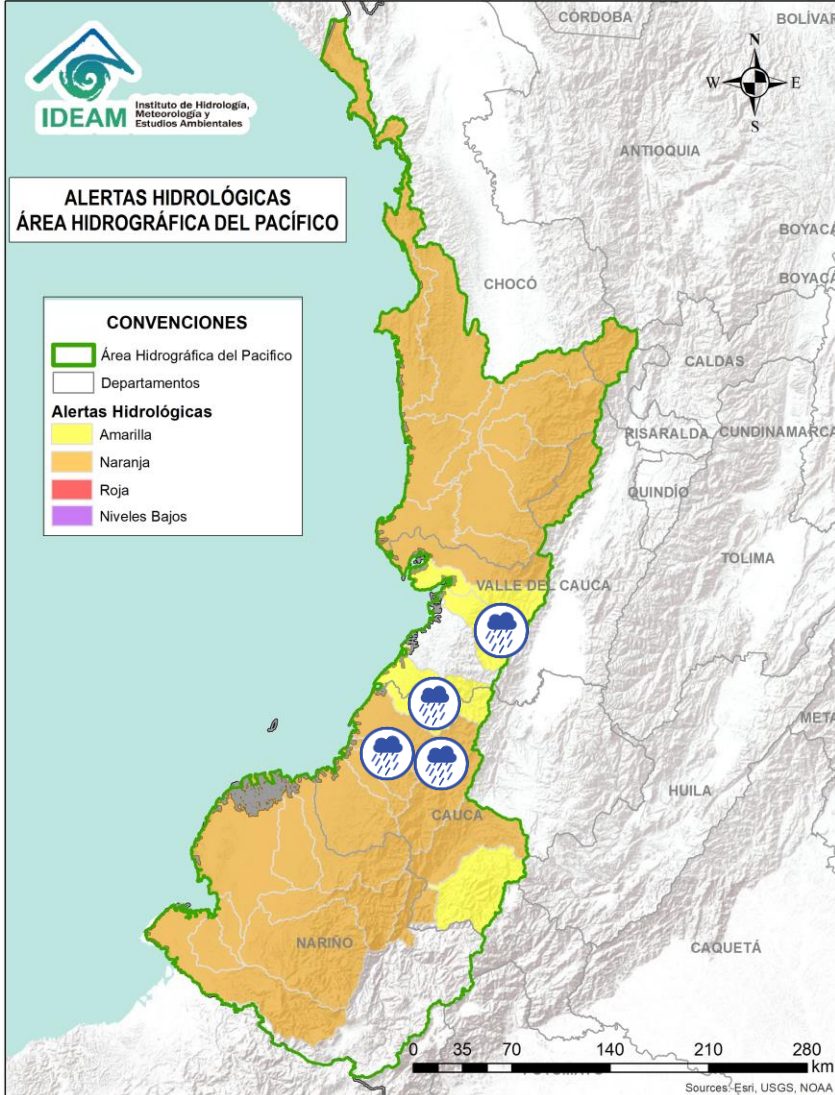 IDEAM
Instituto de Hidrología,
Meteorología y
Estudios Ambientales
ALERTAS HIDROLÓGICAS
ÁREA HIDROGRÁFICA DEL PACÍFICO
CONVENCIONES
Área Hidrográfica del Pacifico
Departamentos
Alertas Hidrológicas
Amarilla
Naranja
Roja
Niveles Bajos
CÓRDOBA
BOLÍVAR
N
W E
S
ANTIOQUIA
BOYACÁ
CHOCÓ
BOYACÁ
CALDAS
RISARALDA
CUNDINAMARCA
QUINDÍO
TOLIMA
VALLE DEL CAUCA
META
HUILA
CAUCA
NARIÑO
CAQUETÁ
0 35 70 140 210 280
km
Sources: Esri, USGS, NOAA